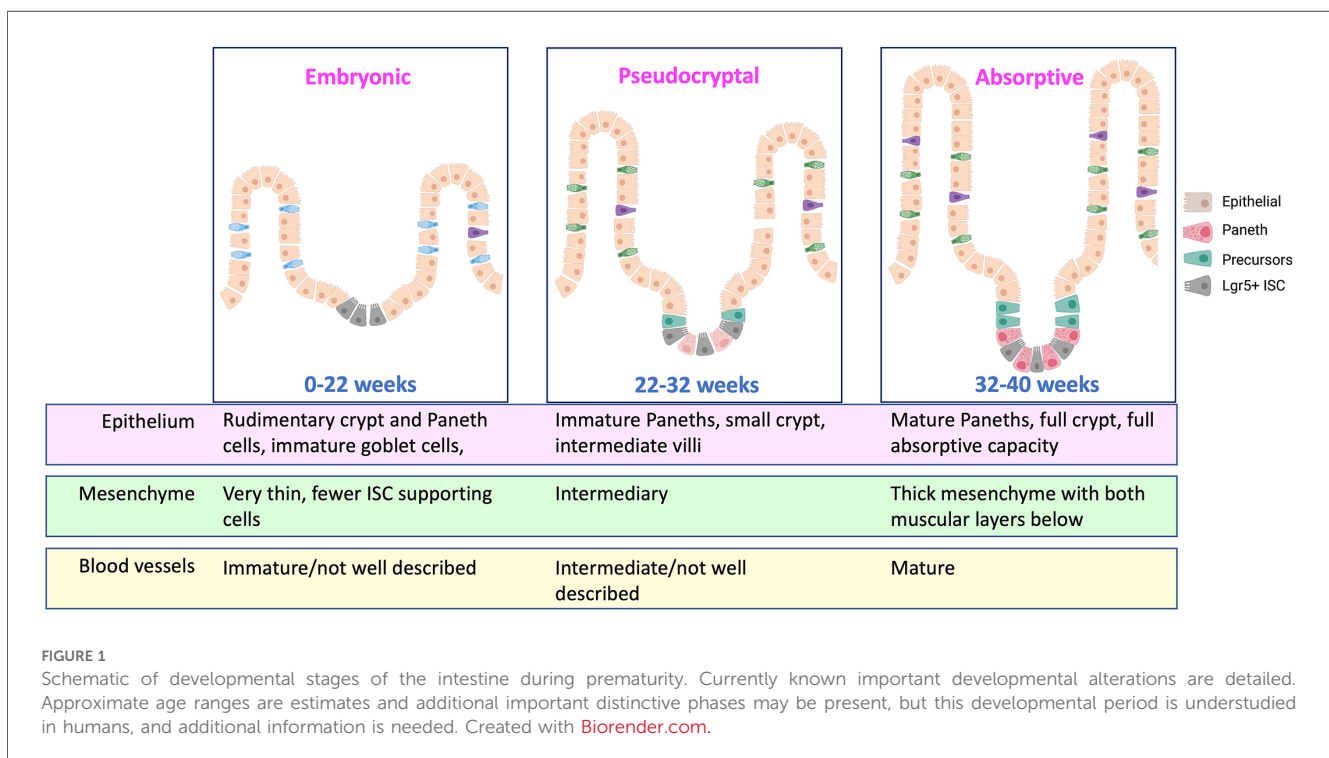 Embryonic
Pseudocryptal
Absorptive
Epithelial
Paneth
Precursors
Lgr5+ ISC
0-22 weeks
22-32 weeks
32-40 weeks
Epithelium
Rudimentary crypt and Paneth
cells, immature goblet cells,
Immature Paneths, small crypt,
intermediate villi
Mature Paneths, full crypt, full
absorptive capacity
Mesenchyme
Very thin, fewer ISC supporting
cells
Intermediary
Thick mesenchyme with both
muscular layers below
Blood vessels
Immature/not well described
Intermediate/not well
described
Mature
FIGURE 1
Schematic of developmental stages of the intestine during prematurity. Currently known important developmental alterations are detailed.
Approximate age ranges are estimates and additional important distinctive phases may be present, but this developmental period is understudied
in humans, and additional information is needed. Created with Biorender.com.